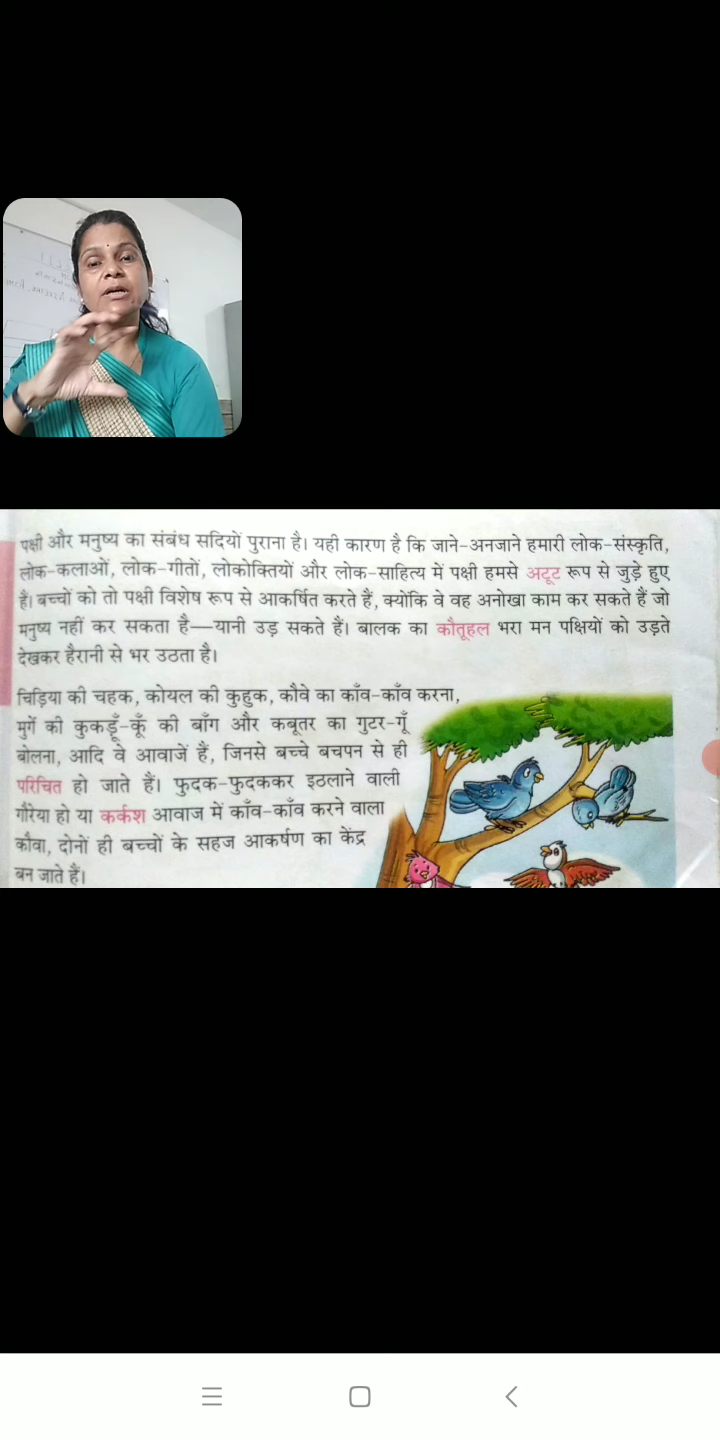 पक्षी और मनुष्य का संबंध सदियों पुराना है। यही कारण है कि जाने-अनजाने हमारी लोक-संस्कृति,
लोक-कलाओं, लोक-गीतों, लोकोक्तियों और लोक-साहित्य में पक्षी हमसे अटूट रूप से जुड़े हुए
हैं। बच्चों को तो पक्षी विशेष रूप से आकर्षित करते हैं, क्योंकि वे वह अनोखा काम कर सकते हैं जो
मनुष्य नहीं कर सकता है—यानी उड़ सकते हैं। बालक का कौतूहल भरा मन पक्षियों को उड़ते
देखकर हैरानी से भर उठता है।
चिड़िया की चहक, कोयल की कुहुक, कौवे का काँव-काँव करना,
मुर्गे की कुकड़ूँ-कूँ की बाँग और कबूतर का गुटर-गूँ
बोलना, आदि वे आवाजें हैं, जिनसे बच्चे बचपन से ही
परिचित हो जाते हैं। फुदक-फुदककर इठलाने वाली
गौरेया हो या कर्कश आवाज में काँव-काँव करने वाला
कौवा, दोनों ही बच्चों के सहज आकर्षण का केंद्र
बन जाते हैं।